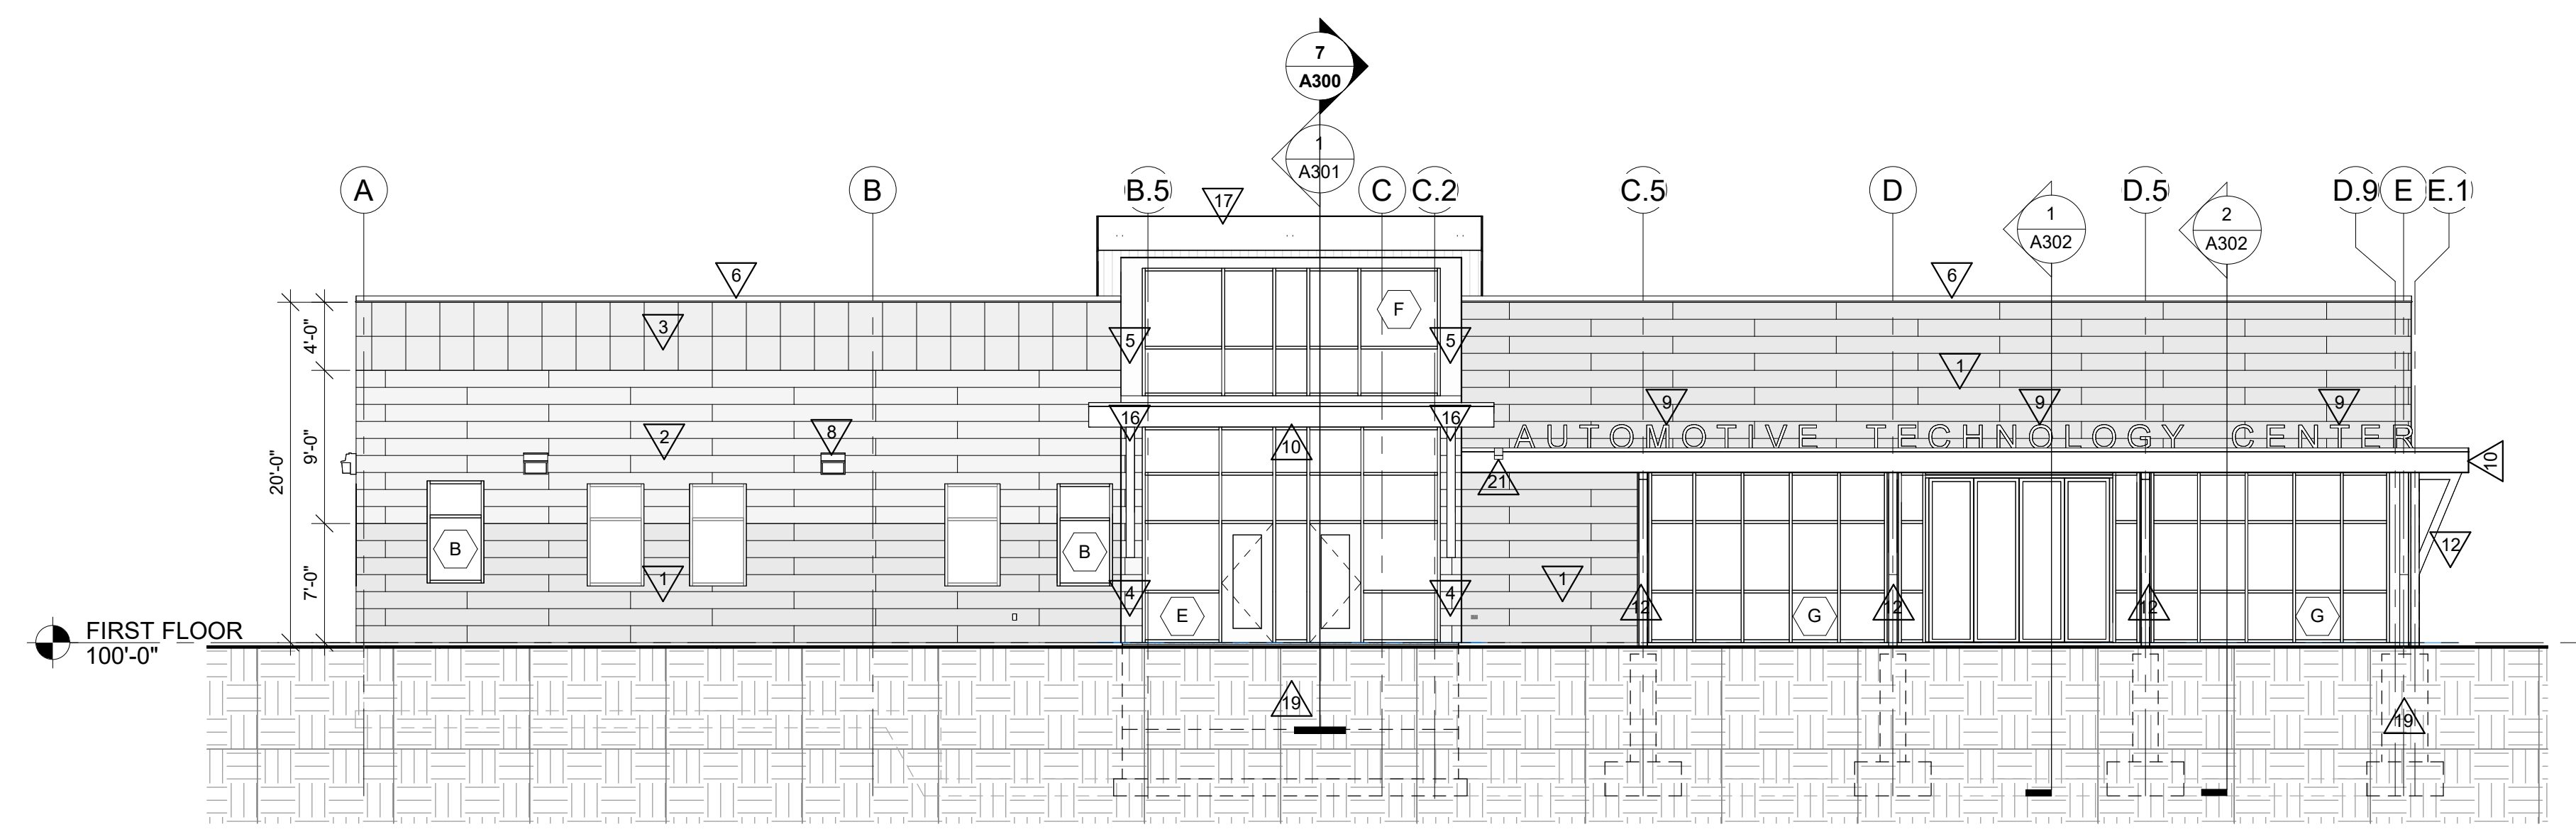 7
A300
1
A301
A
B
B.5
C
C.2
C.5
D
D.5
D.9
E
E.1
17
1
A302
2
A302
6
6
F
3
5
5
4'-0"
1
9
9
9
16
16
2
8
10
AUTOMOTIVE TECHNOLOGY CENTER
20'-0"
9'-0"
10
21
B
B
12
7'-0"
1
1
4
4
12
12
12
E
G
G
FIRST FLOOR
100'-0"
19
19